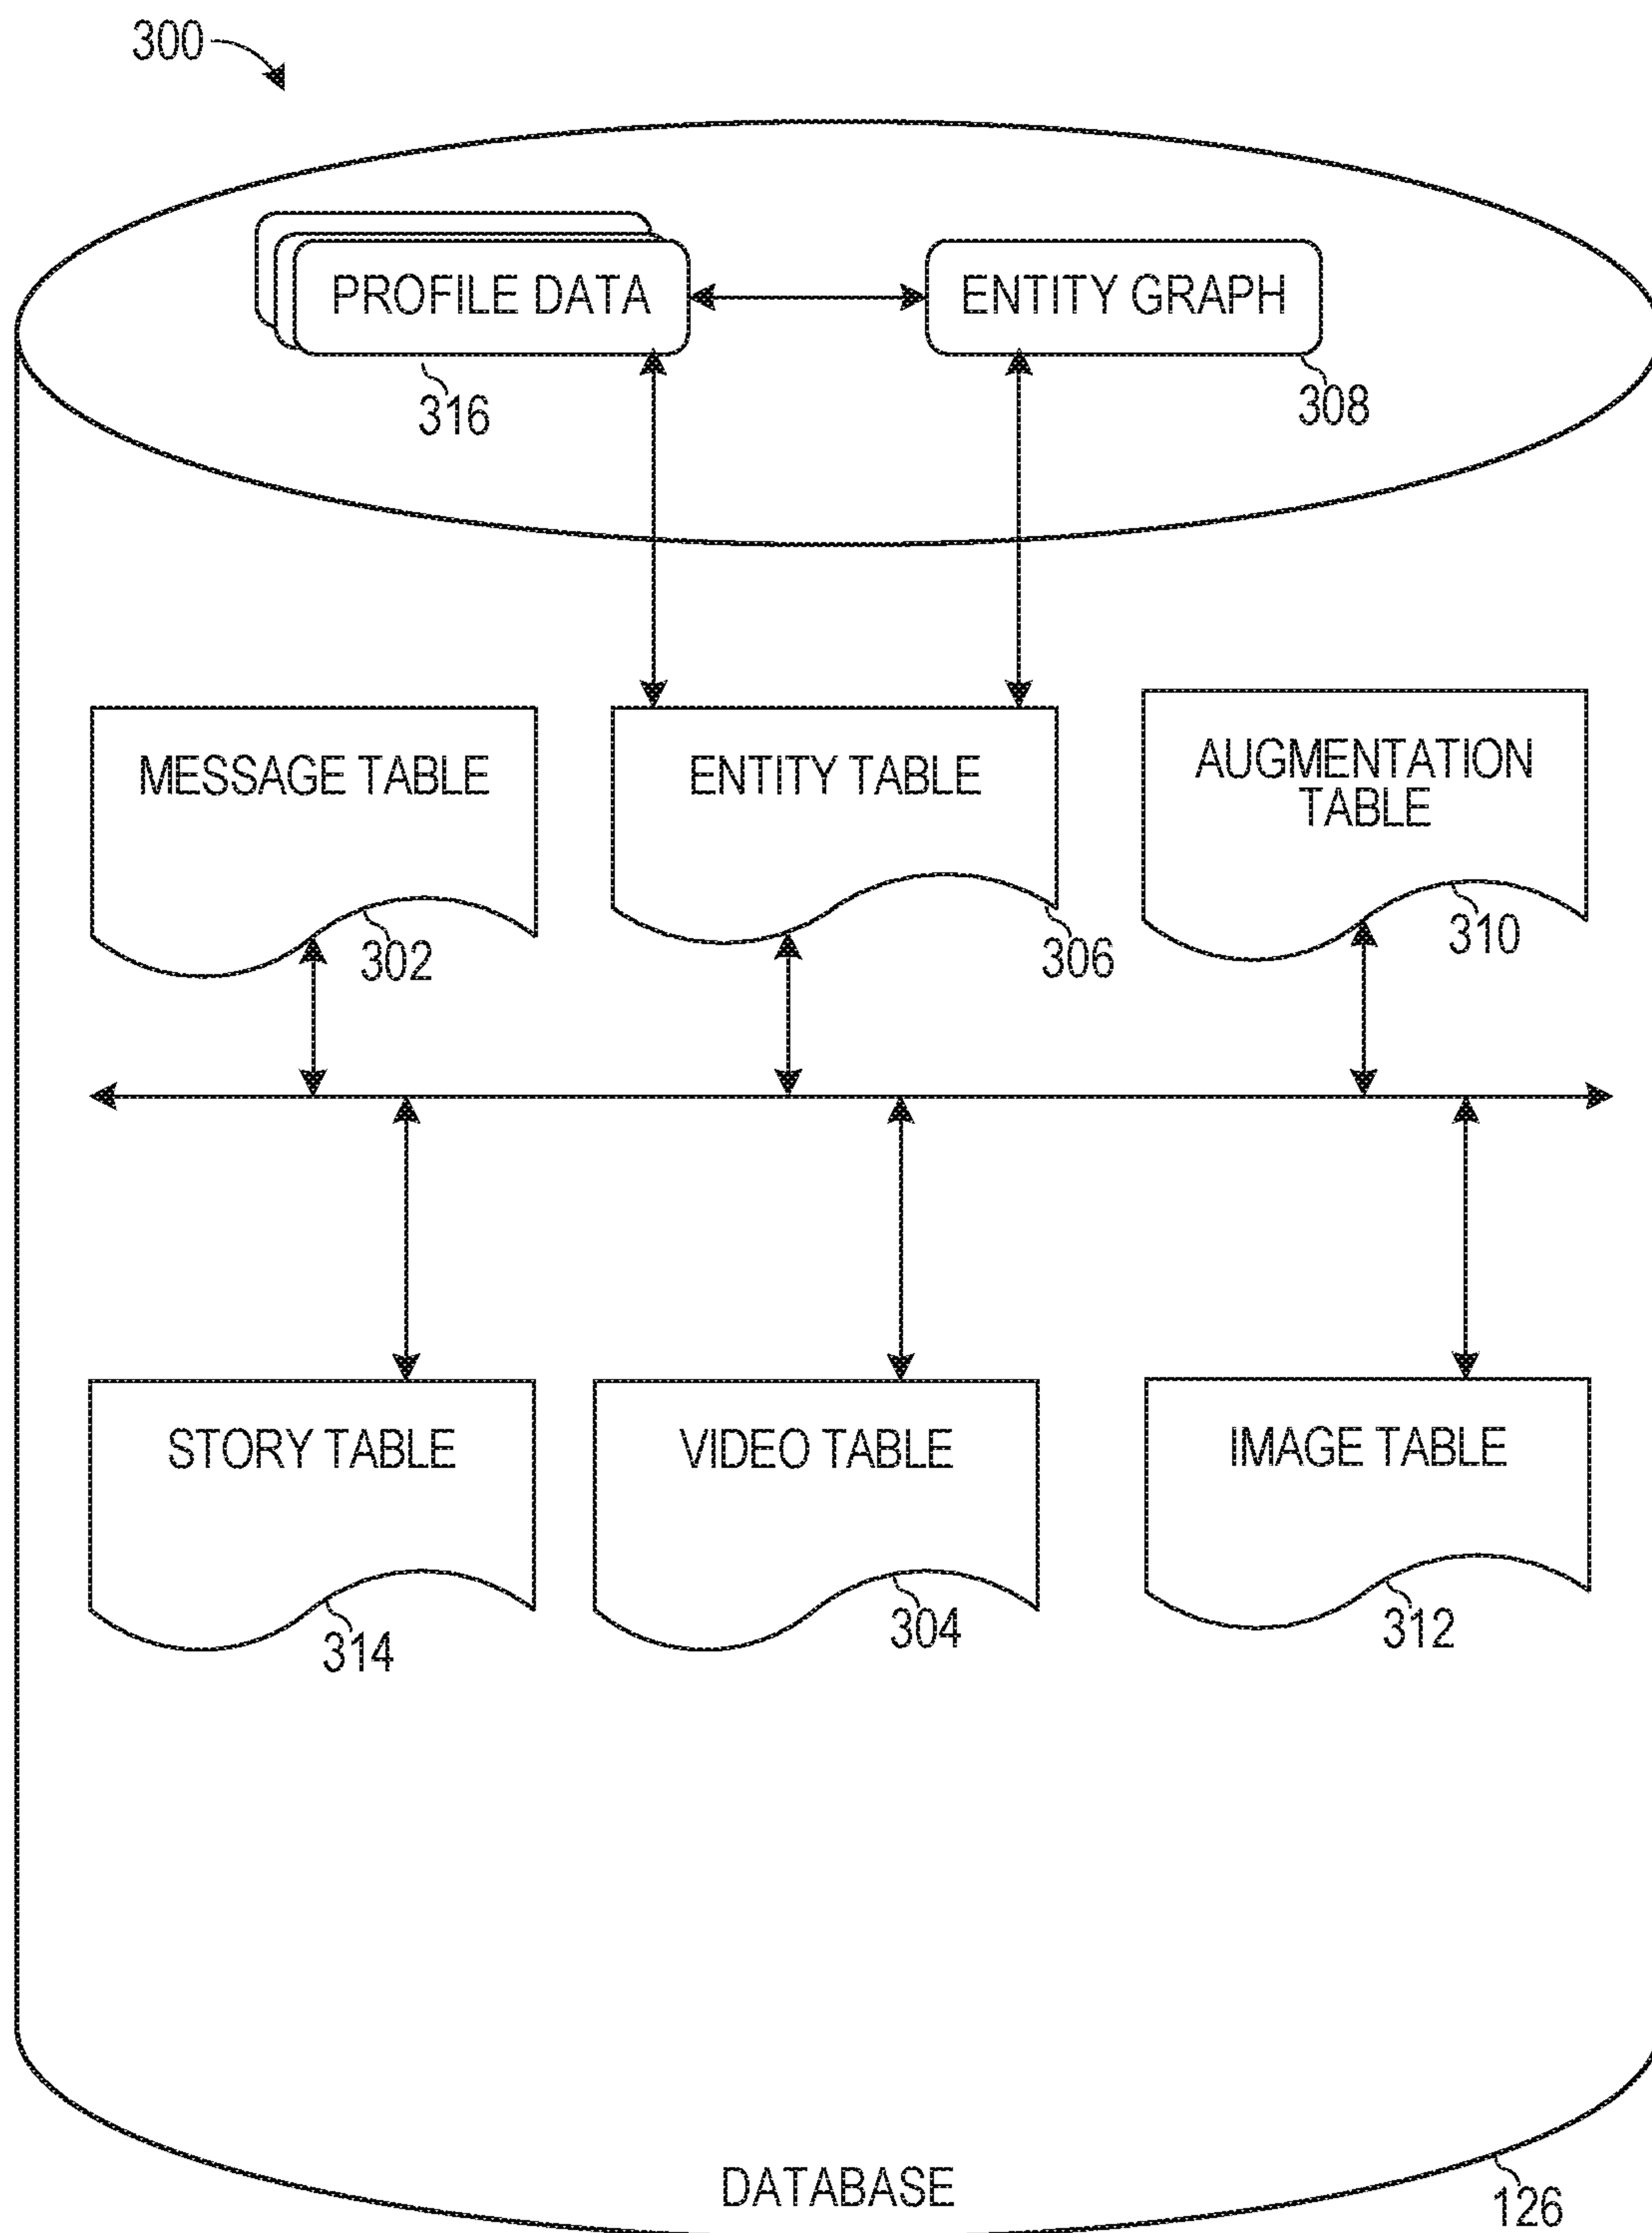 300
PROFILE DATA
ENTITY GRAPH
316
308
MESSAGE TABLE
ENTITY TABLE
AUGMENTATION
TABLE
302
306
310
STORY TABLE
VIDEO TABLE
IMAGE TABLE
314
304
312
DATABASE
126